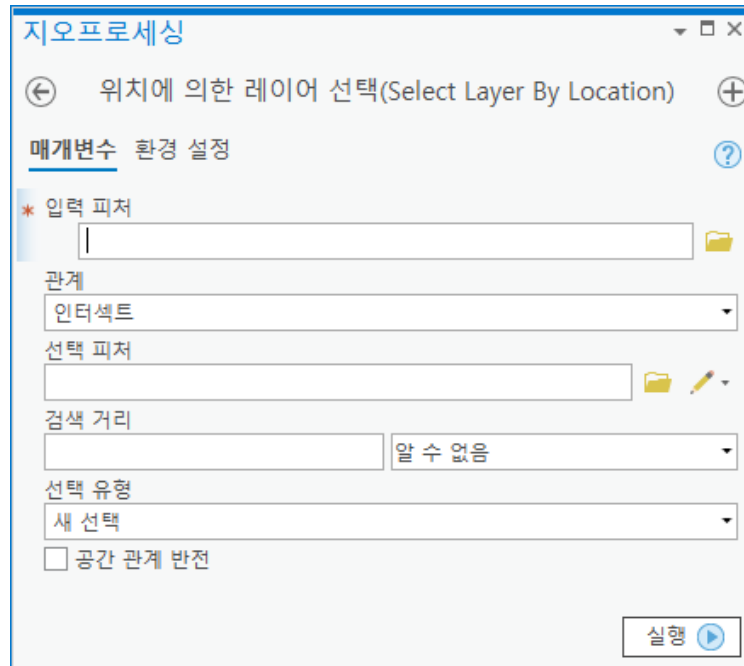 지오프로세싱
위치에 의한 레이어 선택(Select Layer By Location)
매개변수 환경 설정
* 입력 피처
관계
인터섹트
선택 피처
검색 거리
알 수 없음
선택 유형
새 선택
공간 관계 반전
실행